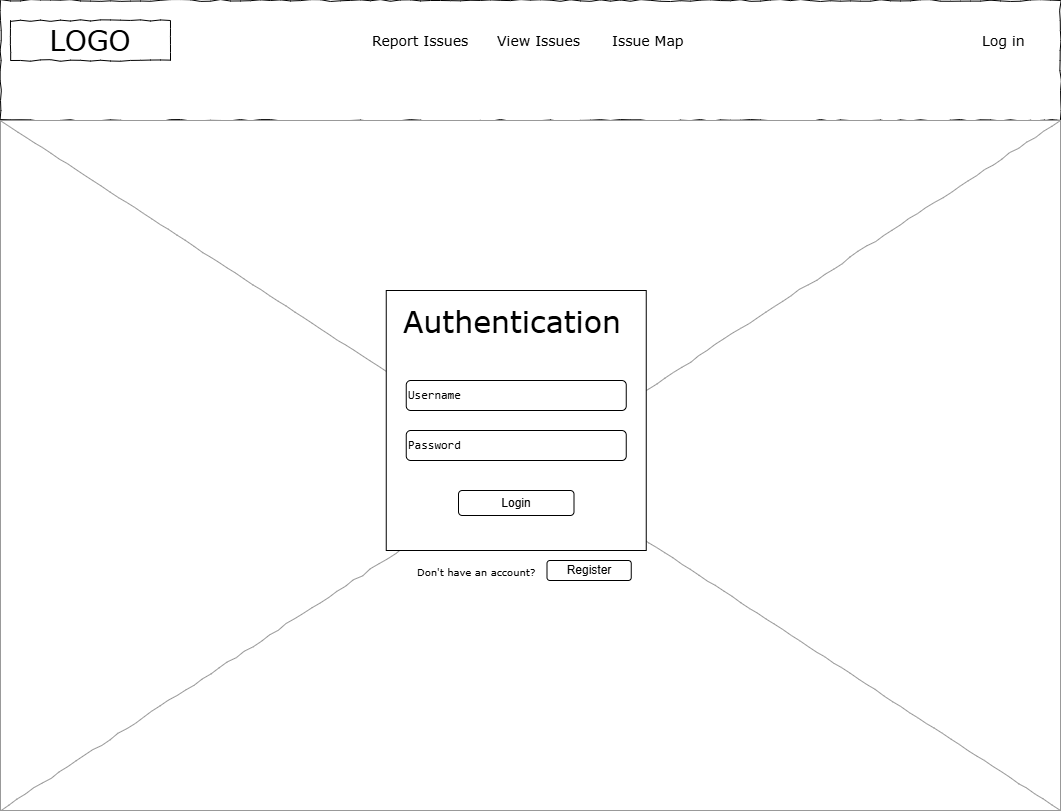 LOGO
Report Issues
View Issues
Issue Map
Log in
Authentication
Username
Password
Login
Don't have an account?
Register